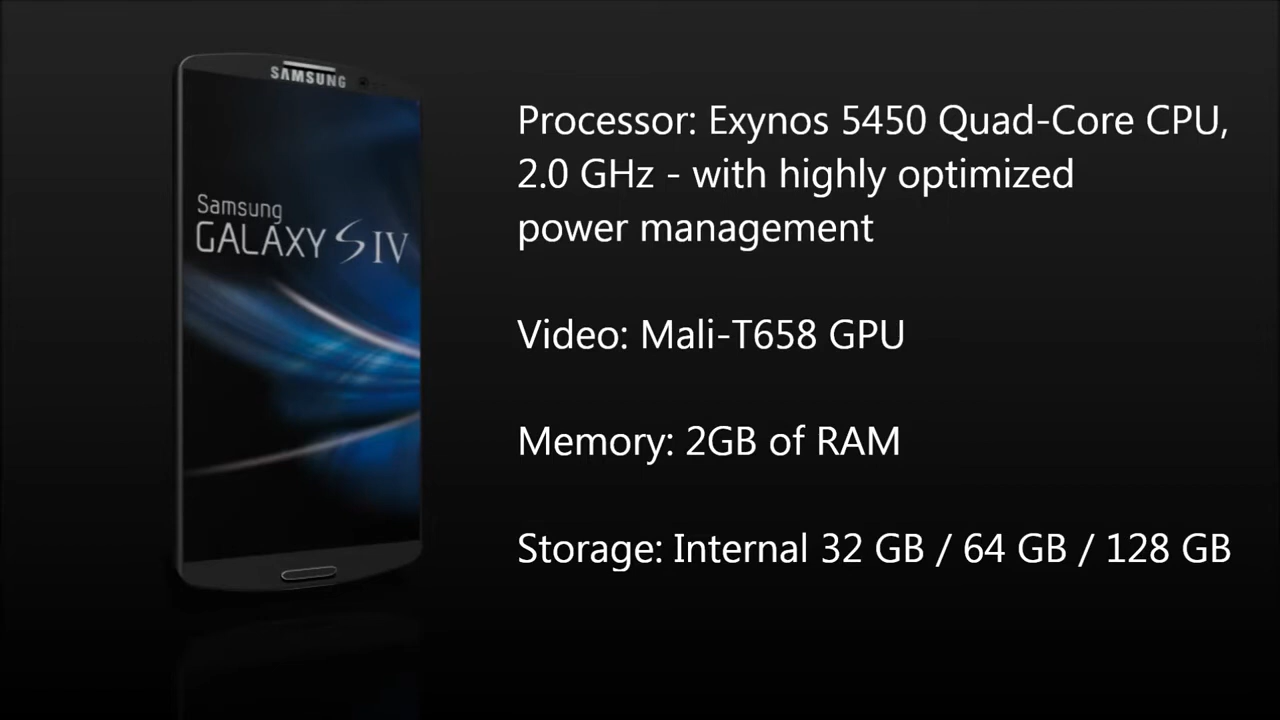 SAMSUNG
Samsung
GALAXY S IV
Processor: Exynos 5450 Quad-Core CPU,
2.0 GHz - with highly optimized
power management
Video: Mali-T658 GPU
Memory: 2GB of RAM
Storage: Internal 32 GB / 64 GB / 128 GB